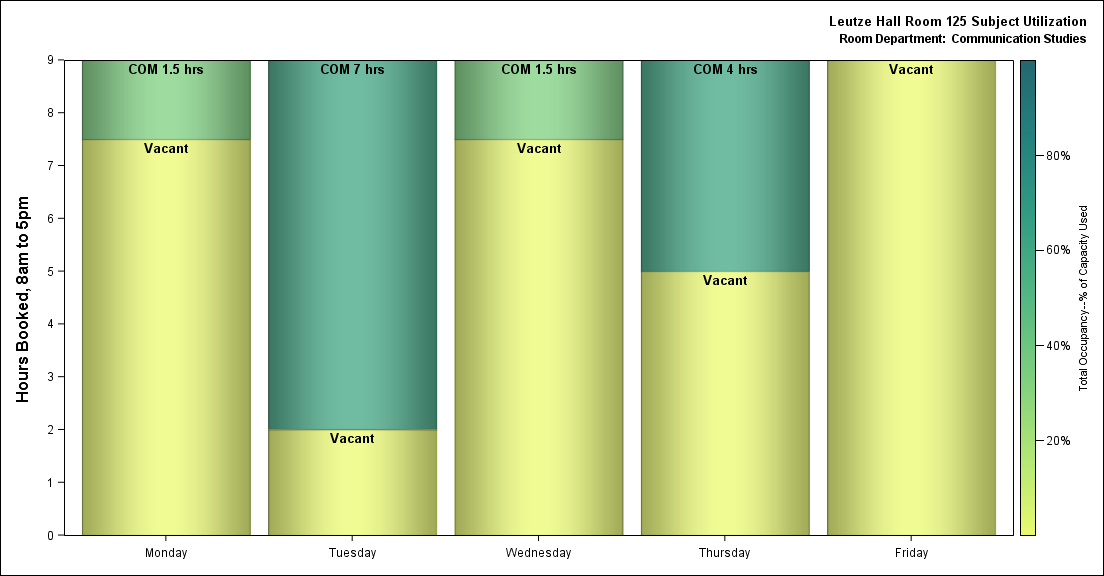 Leutze Hall Room 125 Subject Utilization
Room Department: Communication Studies
Hours Booked, 8am to 5pm
9
8
7
6
5
4
3
2
1
0
COM 1.5 hrs
Vacant
COM 7 hrs
Vacant
COM 1.5 hrs
Vacant
COM 4 hrs
Vacant
Vacant
Monday
Tuesday
Wednesday
Thursday
Friday
80%
60%
40%
20%
Total Occupancy--% of Capacity Used